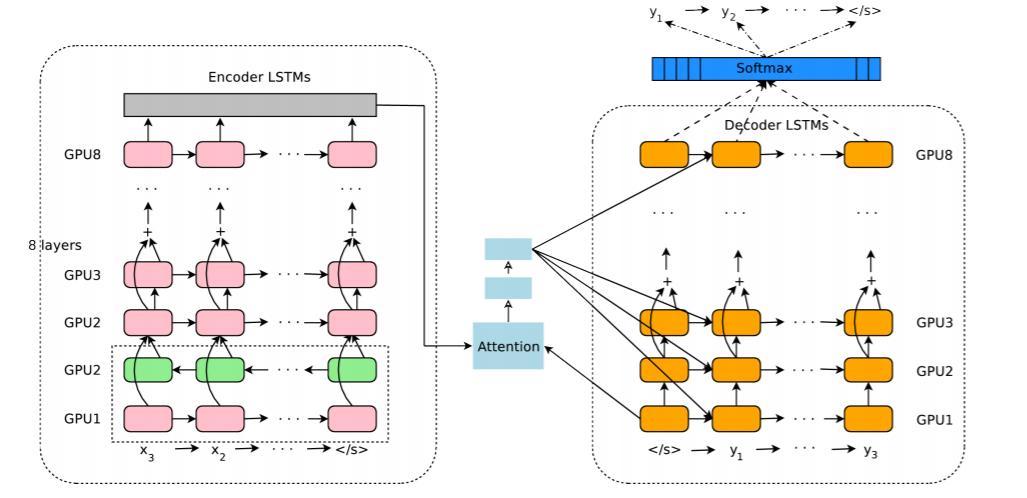 y1 y2 · · · </s>
Softmax
Encoder LSTMs
Decoder LSTMs
GPU8 · · · · · · GPU8
· · · · · · · · ·
· · · · · · · · ·
+ + +
8 layers
GPU3 · · ·
+ + +
GPU2 · · · · · · GPU3
Attention
GPU2 · · · · · · GPU2
GPU1 · · · · · · GPU1
x3 x2 · · · </s>
</s> y1 · · · y3